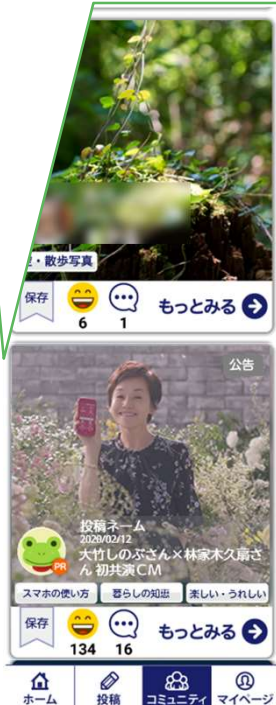 ・散歩写真
保存
6
1
もっとみる
公告
投稿ネーム
2020/02/12
PR
大竹しのぶさん×林家木久扇さ
ん 初共演CM
スマホの使い方
暮らしの知恵
楽しい・うれしい
保存
134
16
もっとみる
ホーム
投稿
コミュニティ
マイページ